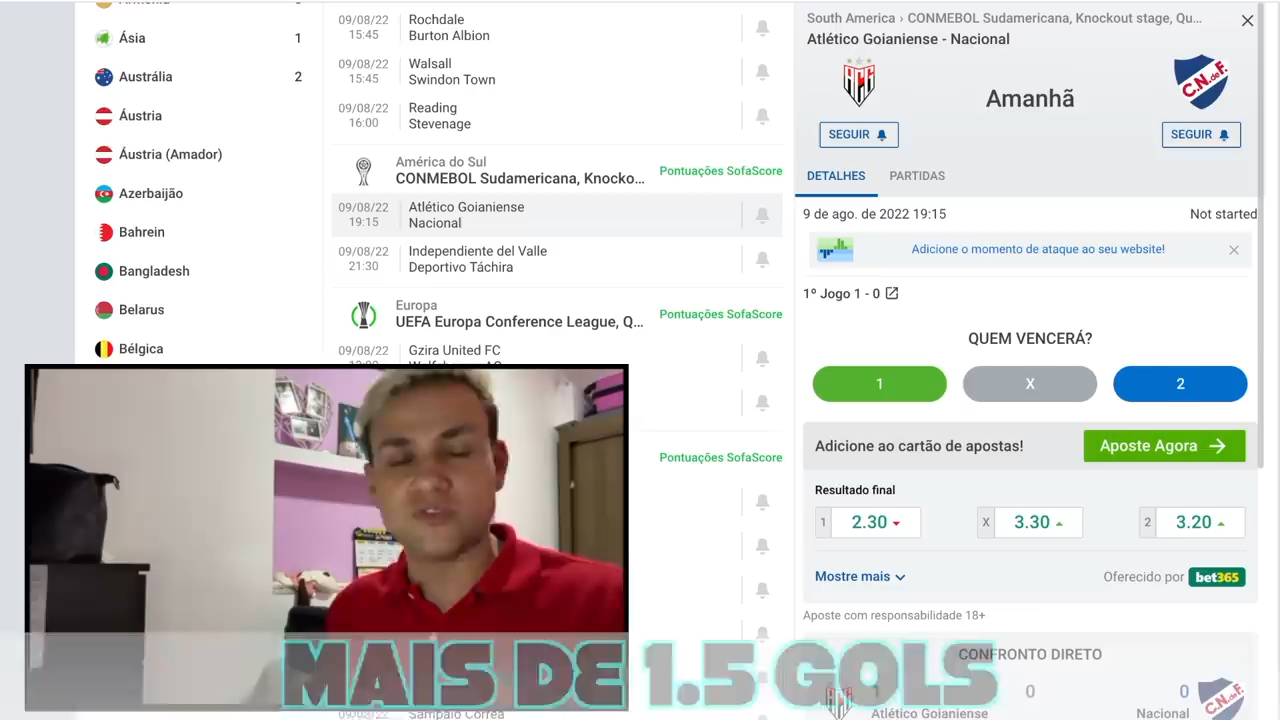 Ásia 1
Austrália 2
Áustria
Áustria (Amador)
Azerbaijão
Bahrein
Bangladesh
Belarus
Bélgica
09/08/22 Rochdale
15:45 Burton Albion
09/08/22 Walsall
15:45 Swindon Town
09/08/22 Reading
16:00 Stevenage
América do Sul
CONMEBOL Sudamericana, Knocko...
Pontuações SofaScore
09/08/22 Atlético Goianiense
19:15 Nacional
09/08/22 Independiente del Valle
21:30 Deportivo Táchira
Europa
UEFA Europa Conference League, Q...
Pontuações SofaScore
09/08/22 Gzira United FC
Pontuações SofaScore
South America › CONMEBOL Sudamericana, Knockout stage, Qu...
Atlético Goianiense - Nacional
C.N.deF.
Amanhã
SEGUIR
SEGUIR
DETALHES PARTIDAS
9 de ago. de 2022 19:15 Not started
Adicione o momento de ataque ao seu website!
1º Jogo 1 - 0
QUEM VENCERÁ?
1 X 2
Adicione ao cartão de apostas!
Aposte Agora
Resultado final
1 2.30 X 3.30 2 3.20
Mostre mais
Oferecido por bet365
Aposte com responsabilidade 18+
CONFRONTO DIRETO
1 0 0
Atlético Goianiense Nacional
MAIS DE 1.5 GOLS
09/08/22 Sampaio Corrêa